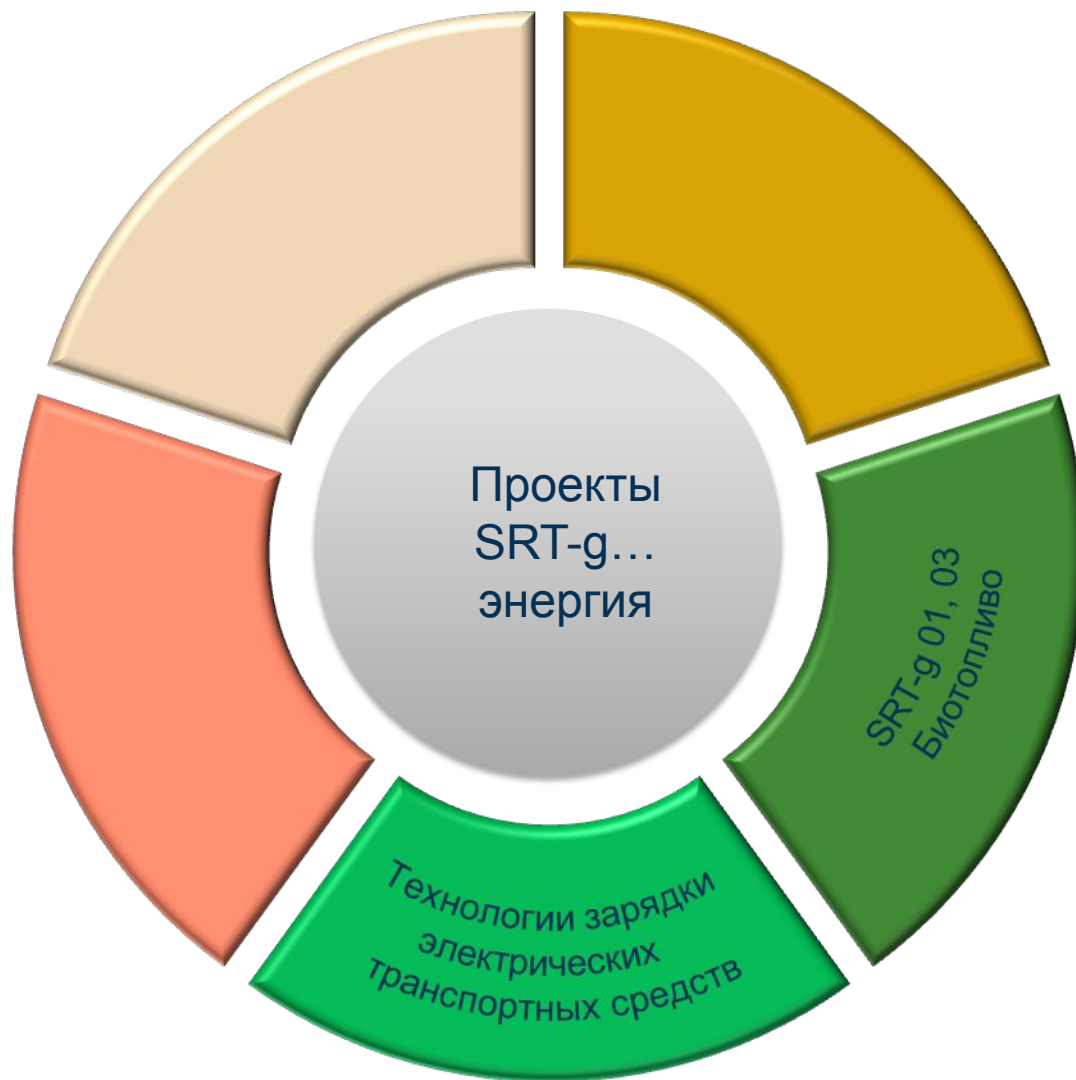 Проекты
SRT-g…
энергия
SRT-g 01, 03
Биотопливо
Технологии зарядки
электрических
транспортных средств